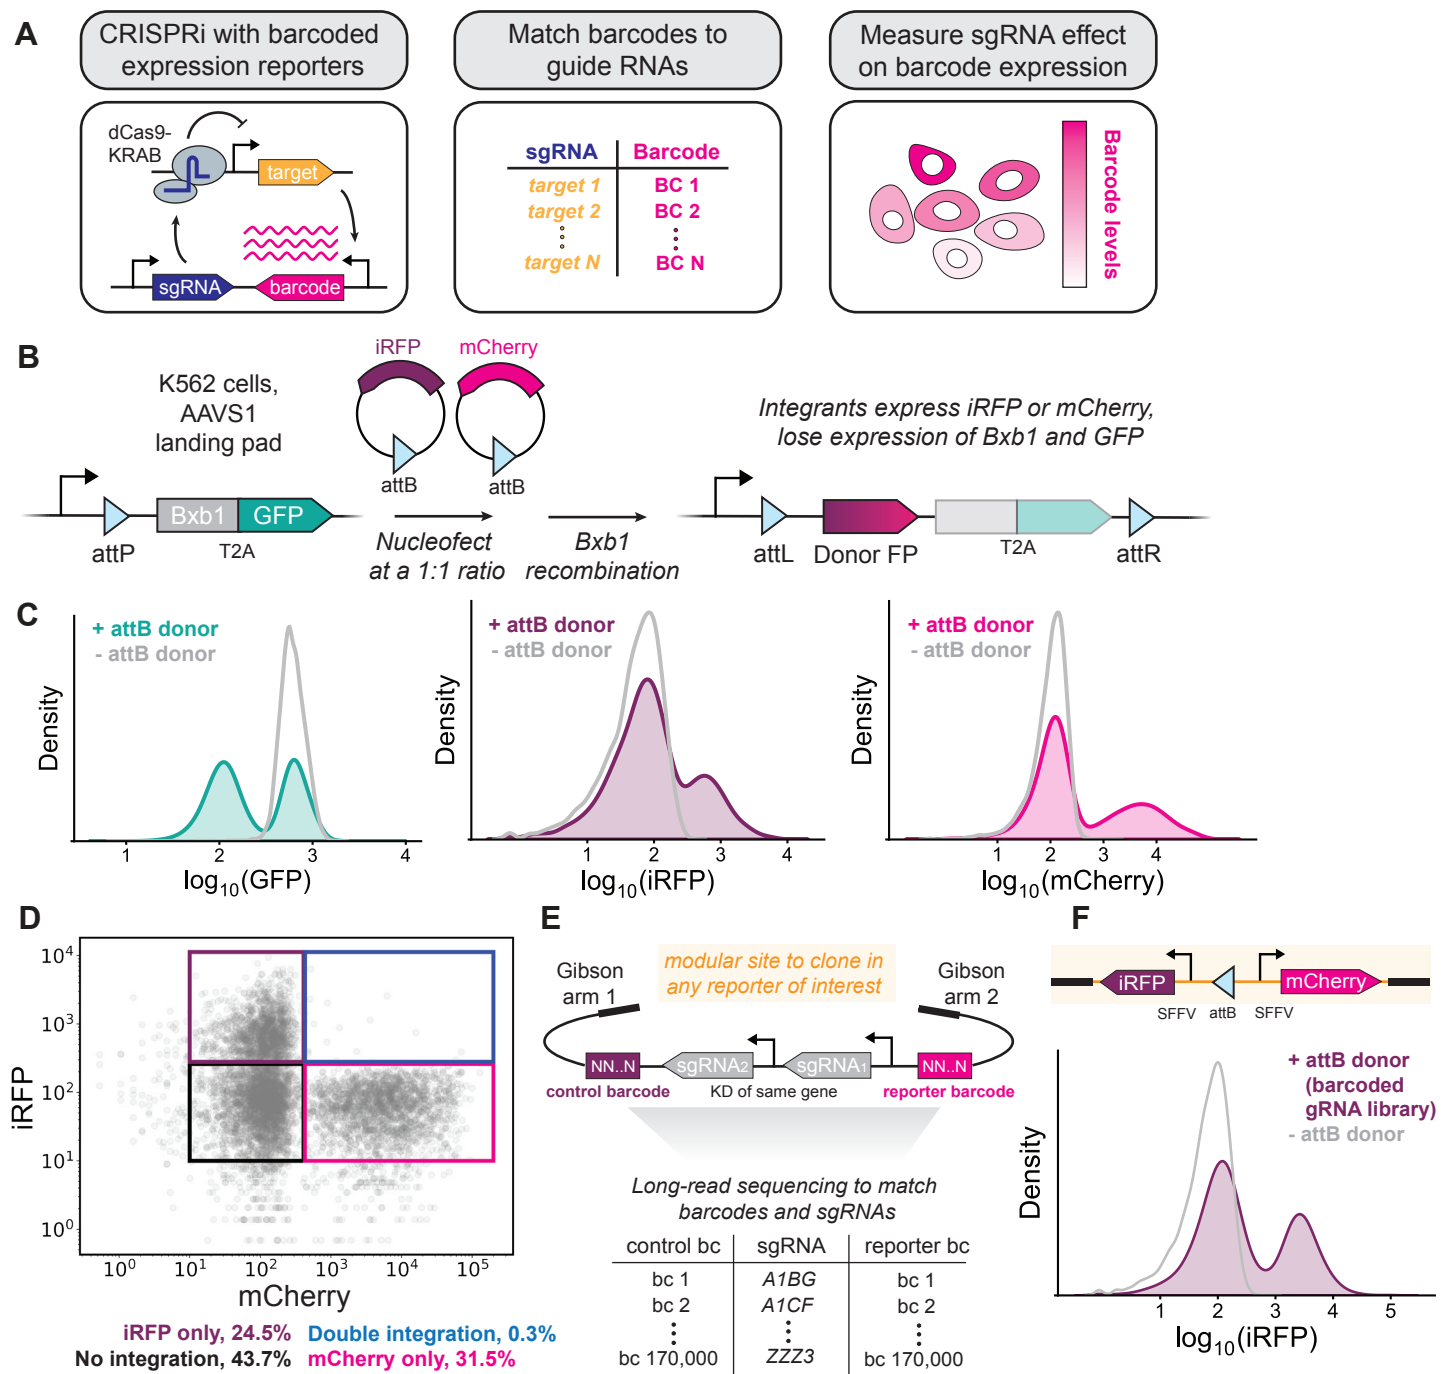 A
CRISPRi with barcoded
expression reporters
Match barcodes to
guide RNAs
Measure sgRNA effect
on barcode expression
dCas9-
KRAB
target
sgRNA
barcode
sgRNA Barcode
target 1 BC 1
target 2 BC 2
target N BC N
Barcode levels
B
K562 cells,
AAVS1
landing pad
iRFP
mCherry
attB
attB
Integrants express iRFP or mCherry,
lose expression of Bxb1 and GFP
attP
Bxb1
GFP
T2A
Nucleofect
at a 1:1 ratio
Bxb1
recombination
attL
Donor FP
T2A
attR
C
+ attB donor
- attB donor
Density
1 2 3 4
log10(GFP)
+ attB donor
- attB donor
Density
1 2 3 4
log10(iRFP)
+ attB donor
- attB donor
Density
1 2 3 4
log10(mCherry)
D
10^4
10^3
10^2
10^1
10^0
iRFP
10^0 10^1 10^2 10^3 10^4 10^5
mCherry
iRFP only, 24.5% Double integration, 0.3%
No integration, 43.7% mCherry only, 31.5%
E
Gibson
arm 1
modular site to clone in
any reporter of interest
Gibson
arm 2
NN..N
sgRNA2
sgRNA1
NN..N
control barcode
KD of same gene
reporter barcode
Long-read sequencing to match
barcodes and sgRNAs
control bc sgRNA reporter bc
bc 1 A1BG bc 1
bc 2 A1CF bc 2
bc 170,000 ZZZ3 bc 170,000
F
iRFP
mCherry
SFFV attB SFFV
+ attB donor
(barcoded
gRNA library)
- attB donor
Density
1 2 3 4 5
log10(iRFP)